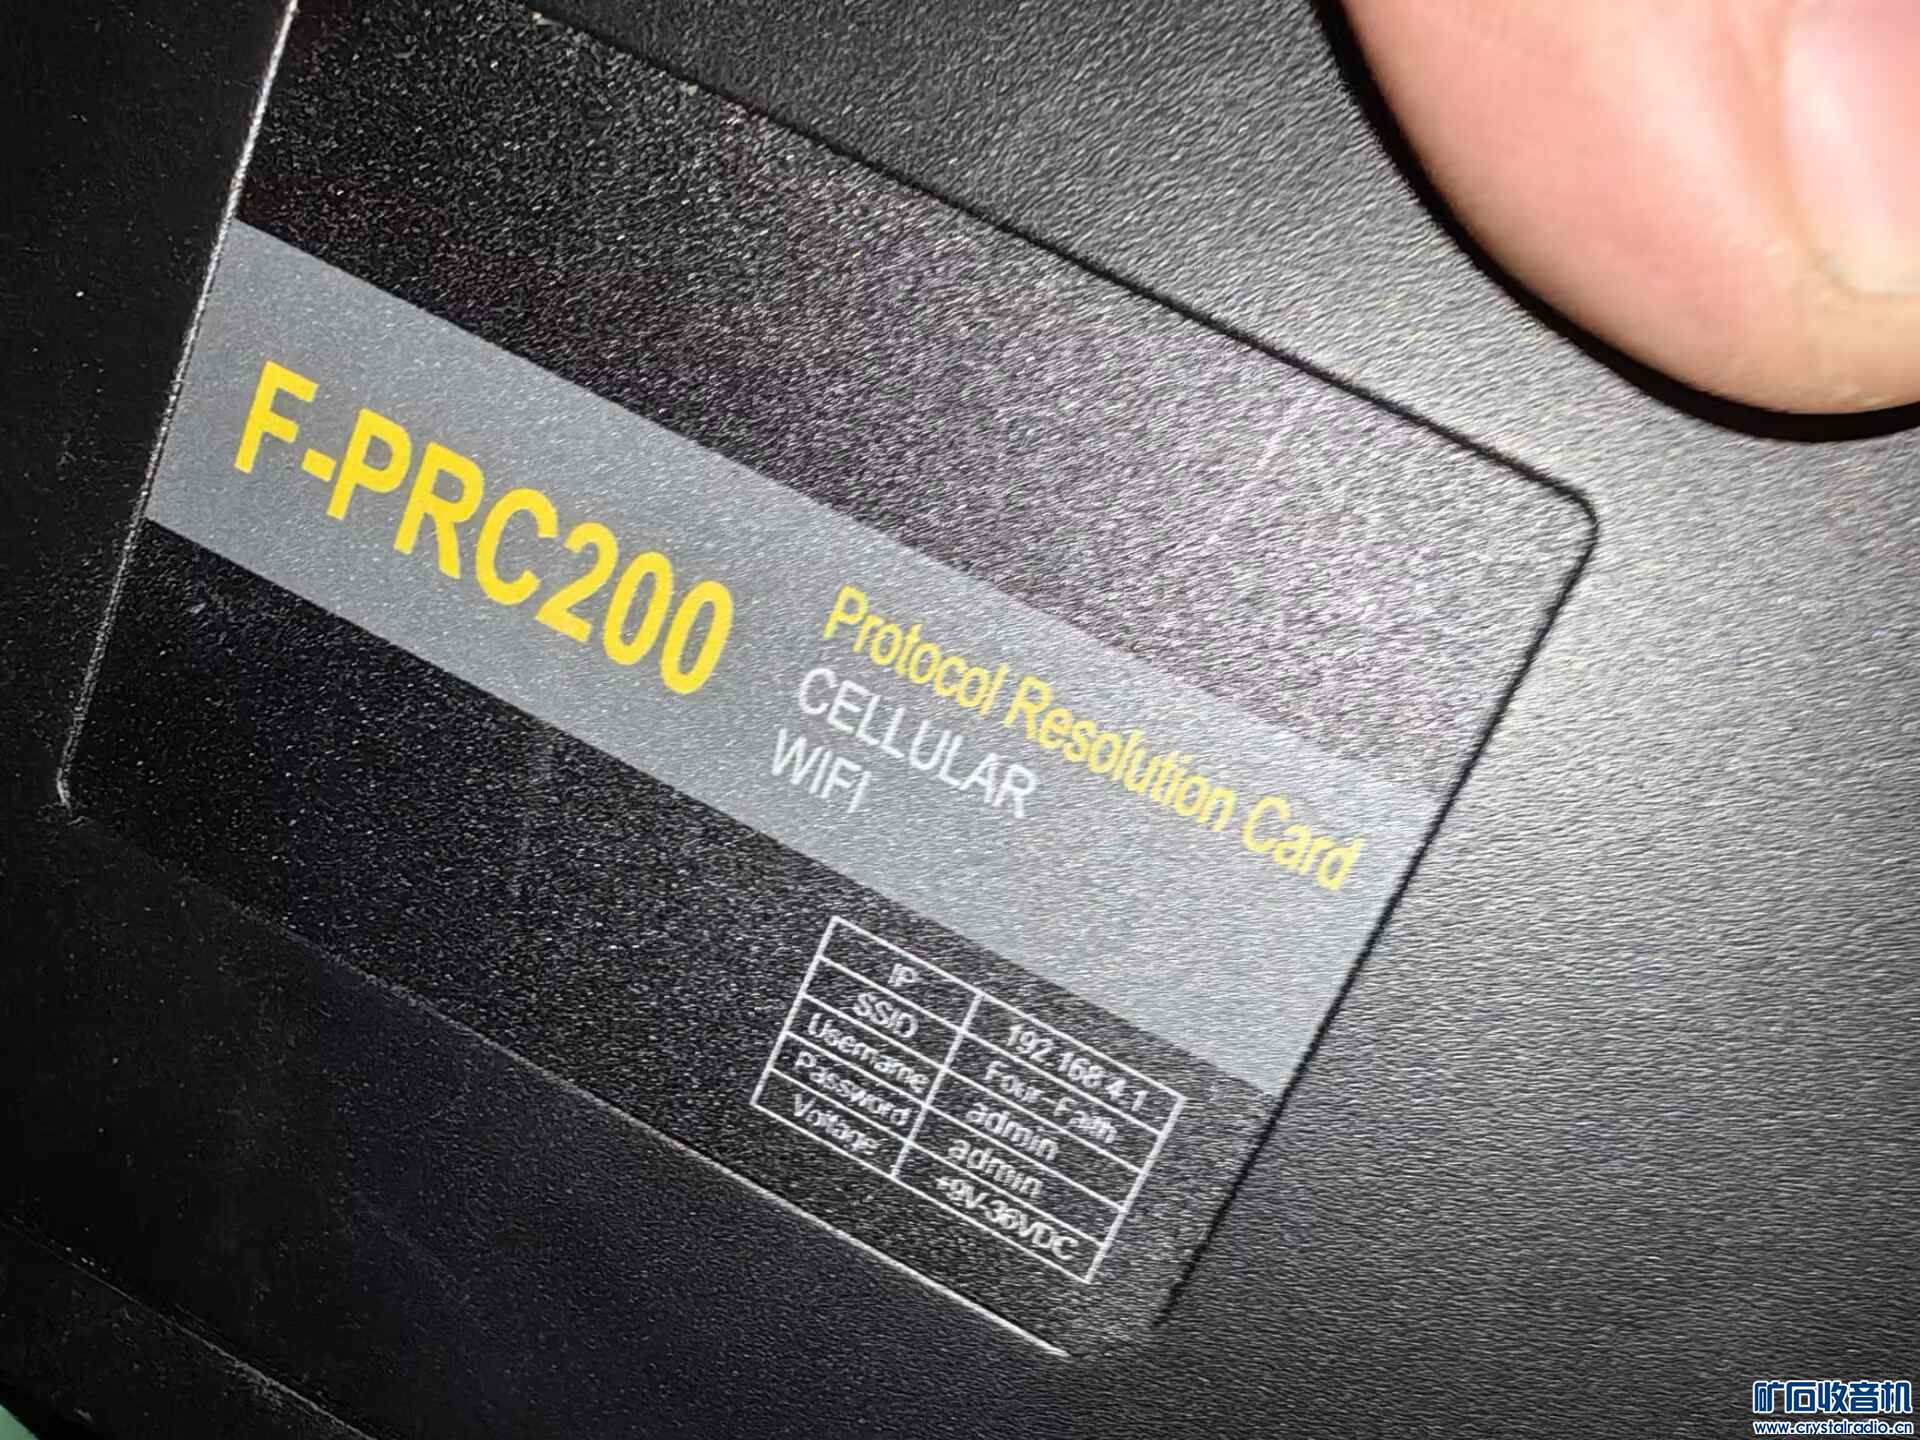 F-PRC200
Protocol Resolution Card
CELLULAR
WIFI
IP 192.168.4.1
SSID Four-Faith
Username admin
Password admin
Voltage +9V-36VDC
矿石收音机
www.crystalradio.cn